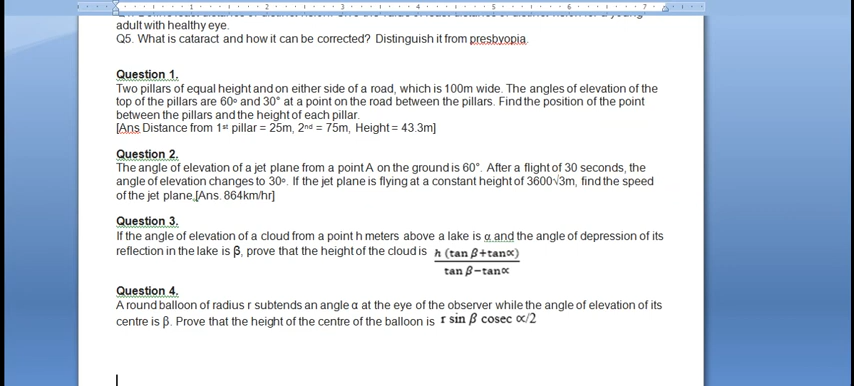 1 2 3 4 5 6 7
adult with healthy eye.
Q5. What is cataract and how it can be corrected? Distinguish it from presbyopia.
Question 1.
Two pillars of equal height and on either side of a road, which is 100m wide. The angles of elevation of the
top of the pillars are 60° and 30° at a point on the road between the pillars. Find the position of the point
between the pillars and the height of each pillar.
[Ans Distance from 1st pillar = 25m, 2nd = 75m, Height = 43.3m]
Question 2.
The angle of elevation of a jet plane from a point A on the ground is 60°. After a flight of 30 seconds, the
angle of elevation changes to 30°. If the jet plane is flying at a constant height of 3600√3m, find the speed
of the jet plane.[Ans. 864km/hr]
Question 3.
If the angle of elevation of a cloud from a point h meters above a lake is α and the angle of depression of its
reflection in the lake is β, prove that the height of the cloud is h (tan β+tan∝)
tan β−tan∝
Question 4.
A round balloon of radius r subtends an angle α at the eye of the observer while the angle of elevation of its
centre is β. Prove that the height of the centre of the balloon is r sin β cosec ∝/2